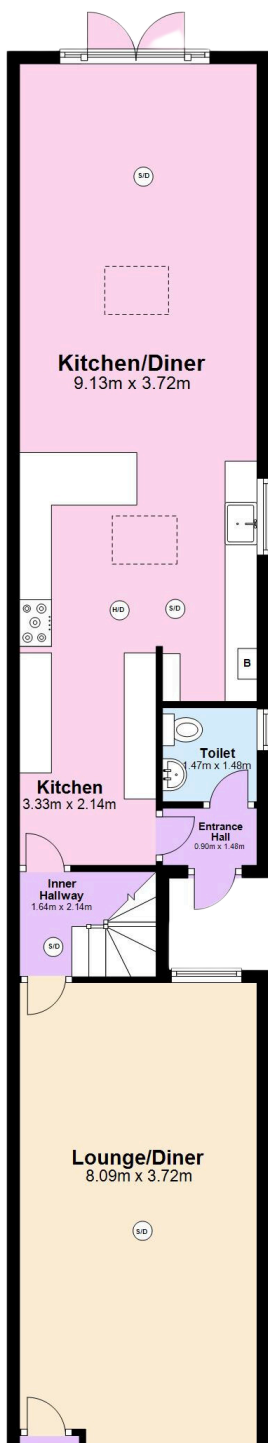 S/D
Kitchen/Diner
9.13m x 3.72m
H/D
S/D
B
Toilet
1.47m x 1.48m
Kitchen
3.33m x 2.14m
Entrance
Hall
0.90m x 1.48m
Inner
Hallway
1.64m x 2.14m
S/D
Lounge/Diner
8.09m x 3.72m
S/D